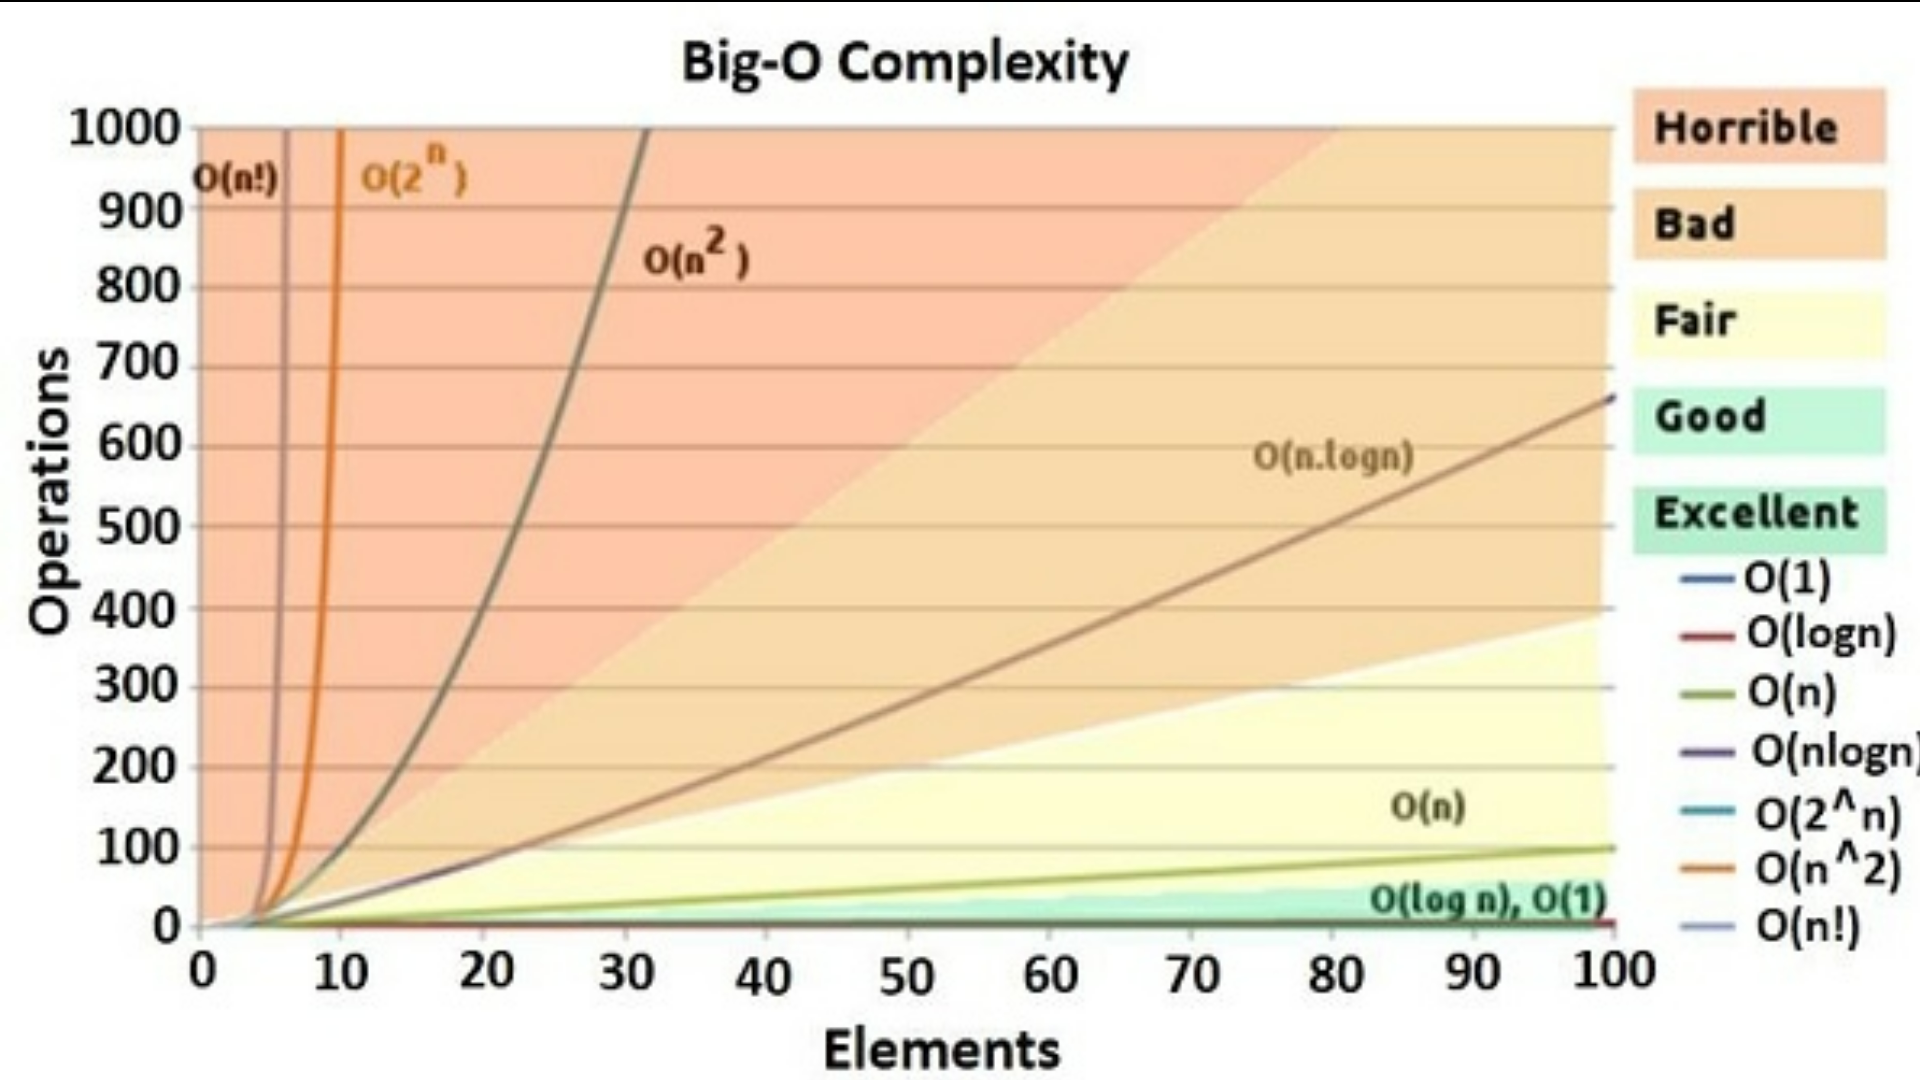 Big-O Complexity
Horrible
Bad
Fair
Good
Excellent
O(1)
O(logn)
O(n)
O(nlogn)
O(2^n)
O(n^2)
O(n!)
Operations
1000
900
800
700
600
500
400
300
200
100
0
O(n!)
O(2ⁿ)
O(n²)
O(n.logn)
O(n)
O(log n), O(1)
0 10 20 30 40 50 60 70 80 90 100
Elements